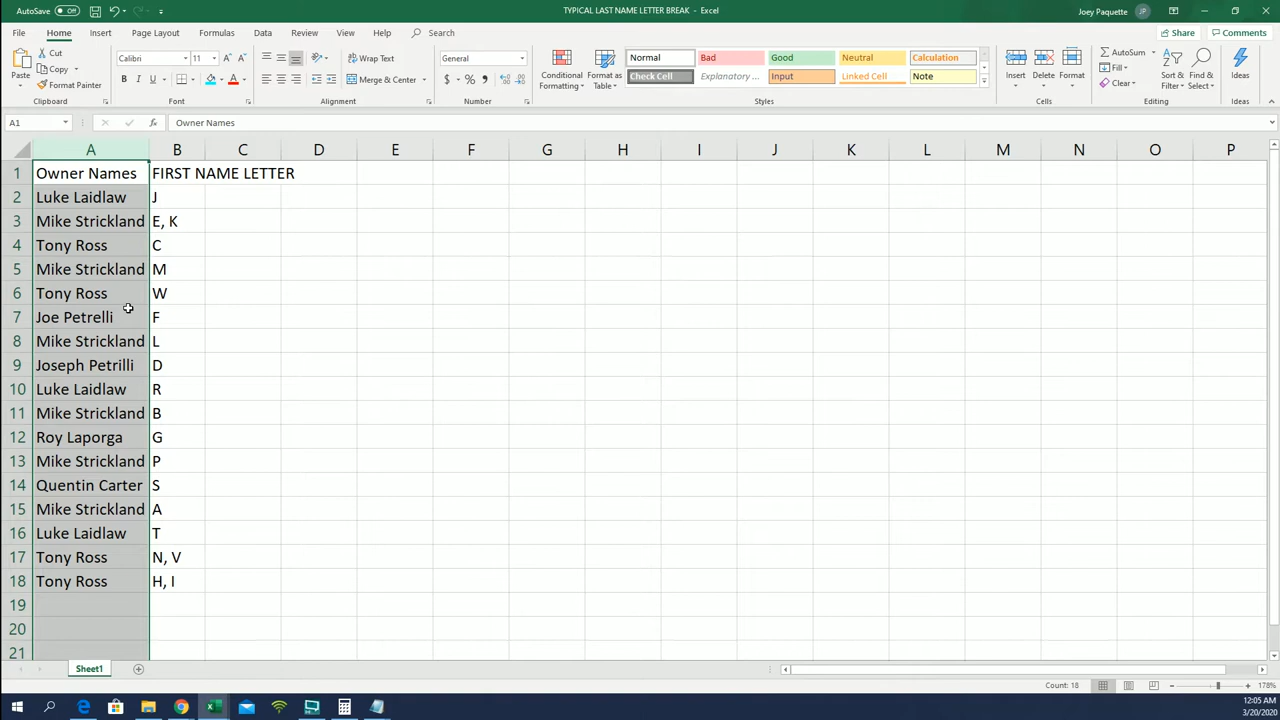 AutoSave Off TYPICAL LAST NAME LETTER BREAK - Excel Joey Paquette JP
File Home Insert Page Layout Formulas Data Review View Help Search Share Comments
Paste Cut Copy Format Painter Clipboard
Calibri 11 B I U A Font
Wrap Text Merge & Center Alignment
General $ % , Number
Conditional Formatting Format as Table
Normal Bad Good Neutral Calculation
Check Cell Explanatory ... Input Linked Cell Note
Styles
Insert Delete Format Cells
AutoSum Fill Clear Sort & Filter Find & Select Editing
Ideas Ideas
A1 fx Owner Names
A B C D E F G H I J K L M N O P
1 Owner Names FIRST NAME LETTER
2 Luke Laidlaw J
3 Mike Strickland E, K
4 Tony Ross C
5 Mike Strickland M
6 Tony Ross W
7 Joe Petrelli F
8 Mike Strickland L
9 Joseph Petrilli D
10 Luke Laidlaw R
11 Mike Strickland B
12 Roy Laporga G
13 Mike Strickland P
14 Quentin Carter S
15 Mike Strickland A
16 Luke Laidlaw T
17 Tony Ross N, V
18 Tony Ross H, I
19
20
21
Sheet1
Count: 18 178%
12:05 AM
3/20/2020